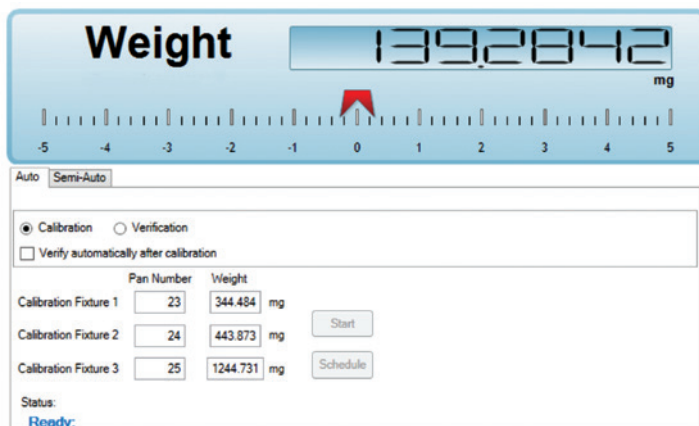 Weight 139.2842
mg
-5 -4 -3 -2 -1 0 1 2 3 4 5
Auto Semi-Auto
Calibration Verification
Verify automatically after calibration
Pan Number Weight
Calibration Fixture 1 23 344.484 mg
Start
Calibration Fixture 2 24 443.873 mg
Calibration Fixture 3 25 1244.731 mg Schedule
Status:
Ready: